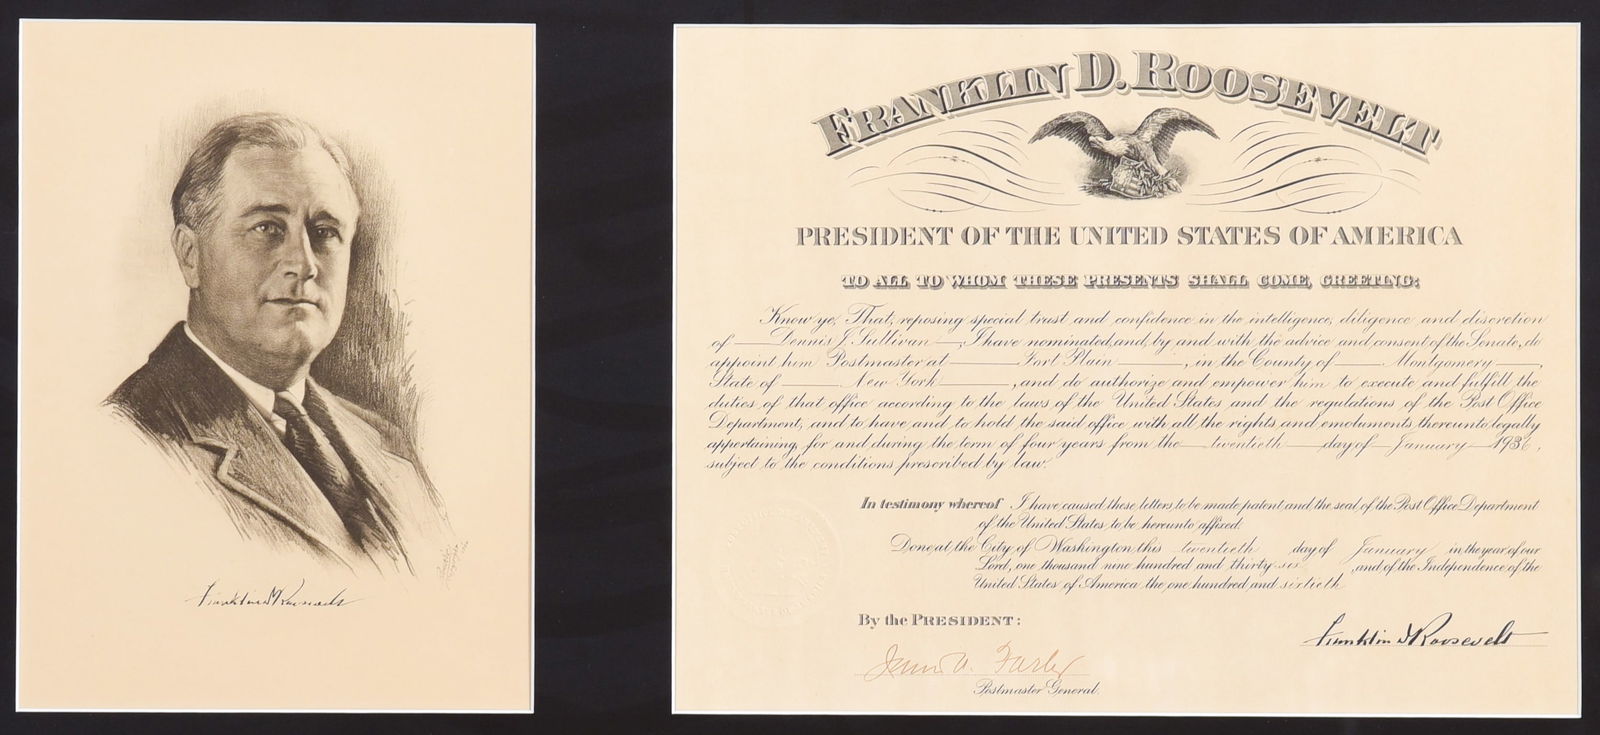 Franklin D Roosevelt
FRANKLIN D. ROOSEVELT
PRESIDENT OF THE UNITED STATES OF AMERICA
TO ALL TO WHOM THESE PRESENTS SHALL COME, GREETING:
Know ye, That, reposing special trust and confidence in the intelligence, diligence and discretion
of Dennis J. Sullivan, I have nominated, and, by and with the advice and consent of the Senate, do
appoint him Postmaster at Fort Plain, in the County of Montgomery,
State of New York, and do authorize and empower him to execute and fulfill the
duties of that office according to the laws of the United States and the regulations of the Post Office
Department, and to have and to hold the said office with all the rights and emoluments thereunto legally
appertaining, for and during the term of four years from the twentieth day of January 1936,
subject to the conditions prescribed by law.
In testimony whereof I have caused these letters to be made patent and the seal of the Post Office Department
of the United States to be hereunto affixed.
Done at the City of Washington this twentieth day of January in the year of our
Lord, one thousand nine hundred and thirty six, and of the Independence of the
United States of America the one hundred and sixtieth
By the PRESIDENT:
Franklin D Roosevelt
James A. Farley
Postmaster General.